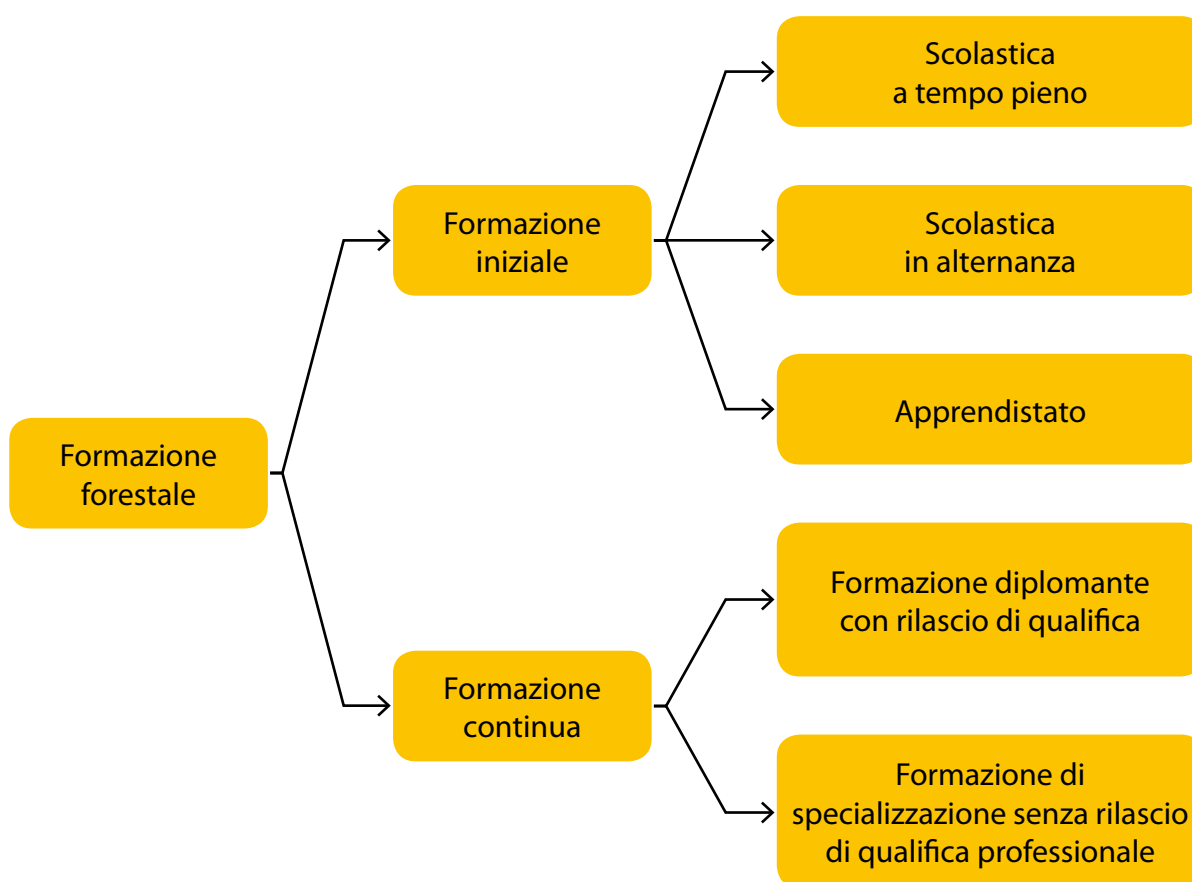 Formazione
forestale
Formazione
iniziale
Scolastica
a tempo pieno
Scolastica
in alternanza
Apprendistato
Formazione
continua
Formazione diplomante
con rilascio di qualifica
Formazione di
specializzazione senza rilascio
di qualifica professionale